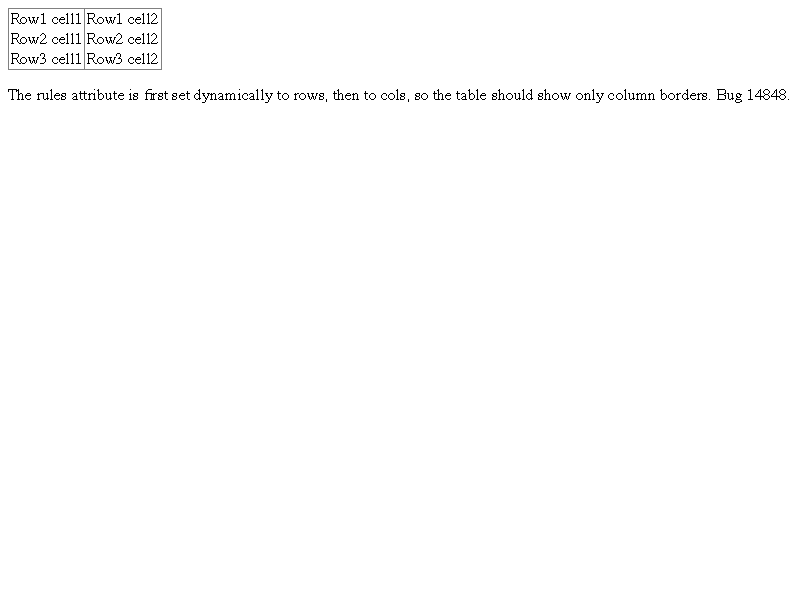 Row1 cell1 Row1 cell2
Row2 cell1 Row2 cell2
Row3 cell1 Row3 cell2
The rules attribute is first set dynamically to rows, then to cols, so the table should show only column borders. Bug 14848.